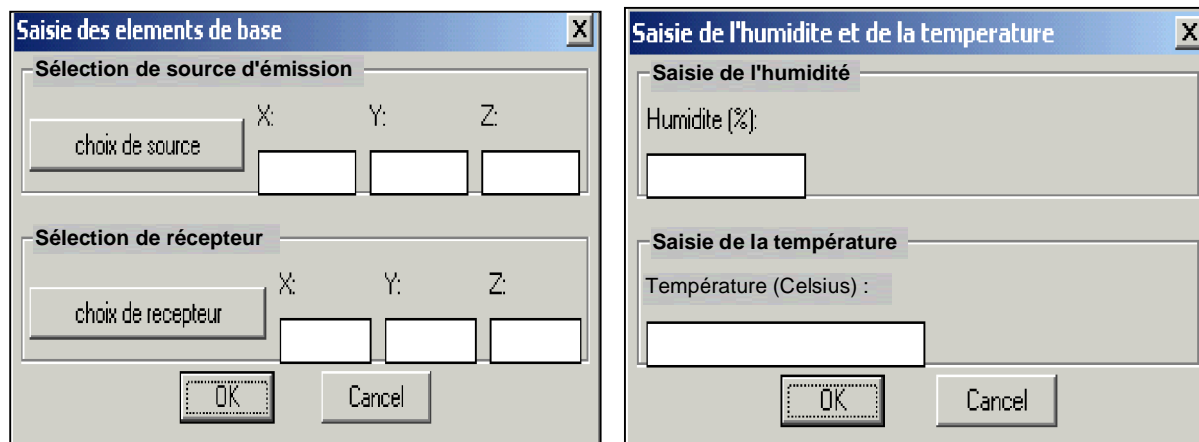 Saisie des elements de base
Sélection de source d'émission
X: Y: Z:
choix de source
Sélection de récepteur
X: Y: Z:
choix de recepteur
OK Cancel
Saisie de l'humidite et de la temperature
Saisie de l'humidité
Humidite (%):
Saisie de la température
Température (Celsius) :
OK Cancel